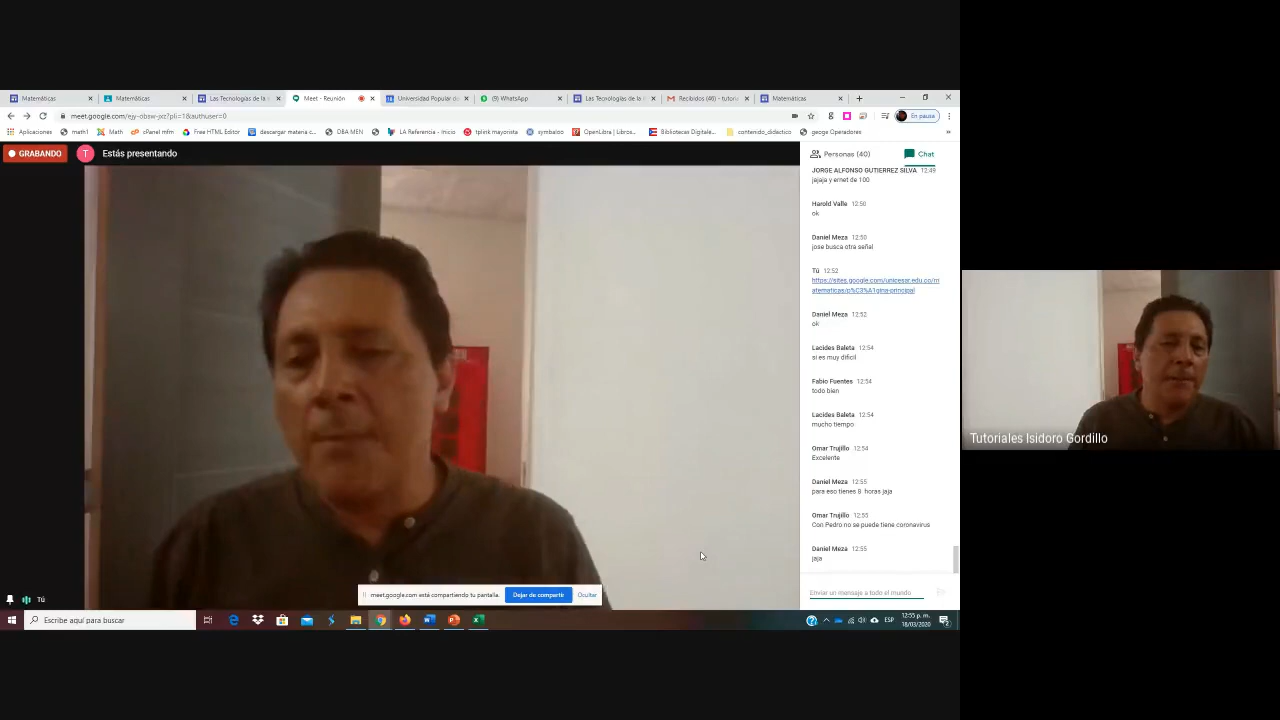 Matemáticas
Matemáticas
Las Tecnologías de la
Meet - Reunión
Universidad Popular de
(9) WhatsApp
Las Tecnologías de la
Recibidos (46) - tutori
Matemáticas
meet.google.com/ejy-obaw-jxz?pli=1&authuser=0
En pausa
Aplicaciones
math1
Math
cPanel mfm
Free HTML Editor
descargar materia c...
DBA MEN
LA Referencia - Inicio
tplink mayorista
symbaloo
OpenLibra | Libros...
Bibliotecas Digitale...
contenido_didactico
geoge Operadores
GRABANDO
T
Estás presentando
Personas (40)
Chat
JORGE ALFONSO GUTIERREZ SILVA 12:49
jajaja y ernet de 100
Harold Valle 12:50
ok
Daniel Meza 12:50
jose busca otra señal
Tú 12:52
https://sites.google.com/unicesar.edu.co/m
atematicas/p%C3%A1gina-principal
Daniel Meza 12:52
ok
Lacides Baleta 12:54
si es muy dificil
Fabio Fuentes 12:54
todo bien
Lacides Baleta 12:54
mucho tiempo
Omar Trujillo 12:54
Excelente
Daniel Meza 12:55
para eso tienes 8 horas jaja
Omar Trujillo 12:55
Con Pedro no se puede tiene coronavirus
Daniel Meza 12:55
jaja
Enviar un mensaje a todo el mundo
Tutoriales Isidoro Gordillo
Tú
meet.google.com está compartiendo tu pantalla.
Dejar de compartir
Ocultar
Escribe aquí para buscar
ESP
12:55 p. m.
18/03/2020